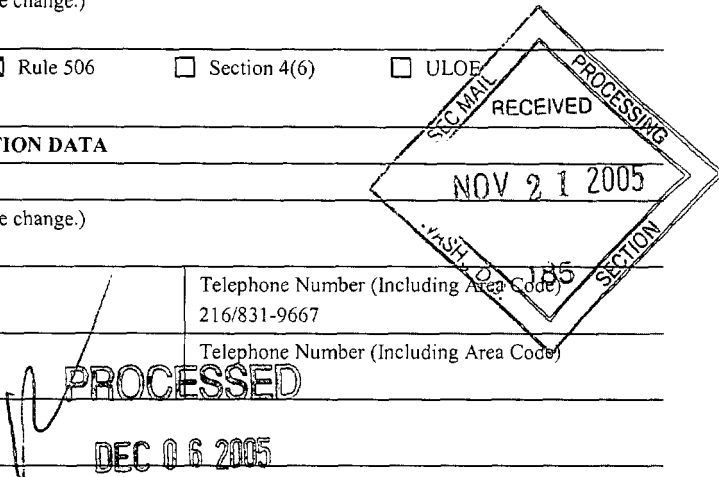 e change.)
Rule 506 ☐ Section 4(6) ☐ ULOE
SEC MAIL PROCESSING
RECEIVED
TION DATA
NOV 2 1 2005
e change.)
WASH, D.C. 185 SECTION
Telephone Number (Including Area Code)
216/831-9667
Telephone Number (Including Area Code)
PROCESSED
DEC 0 6 2005